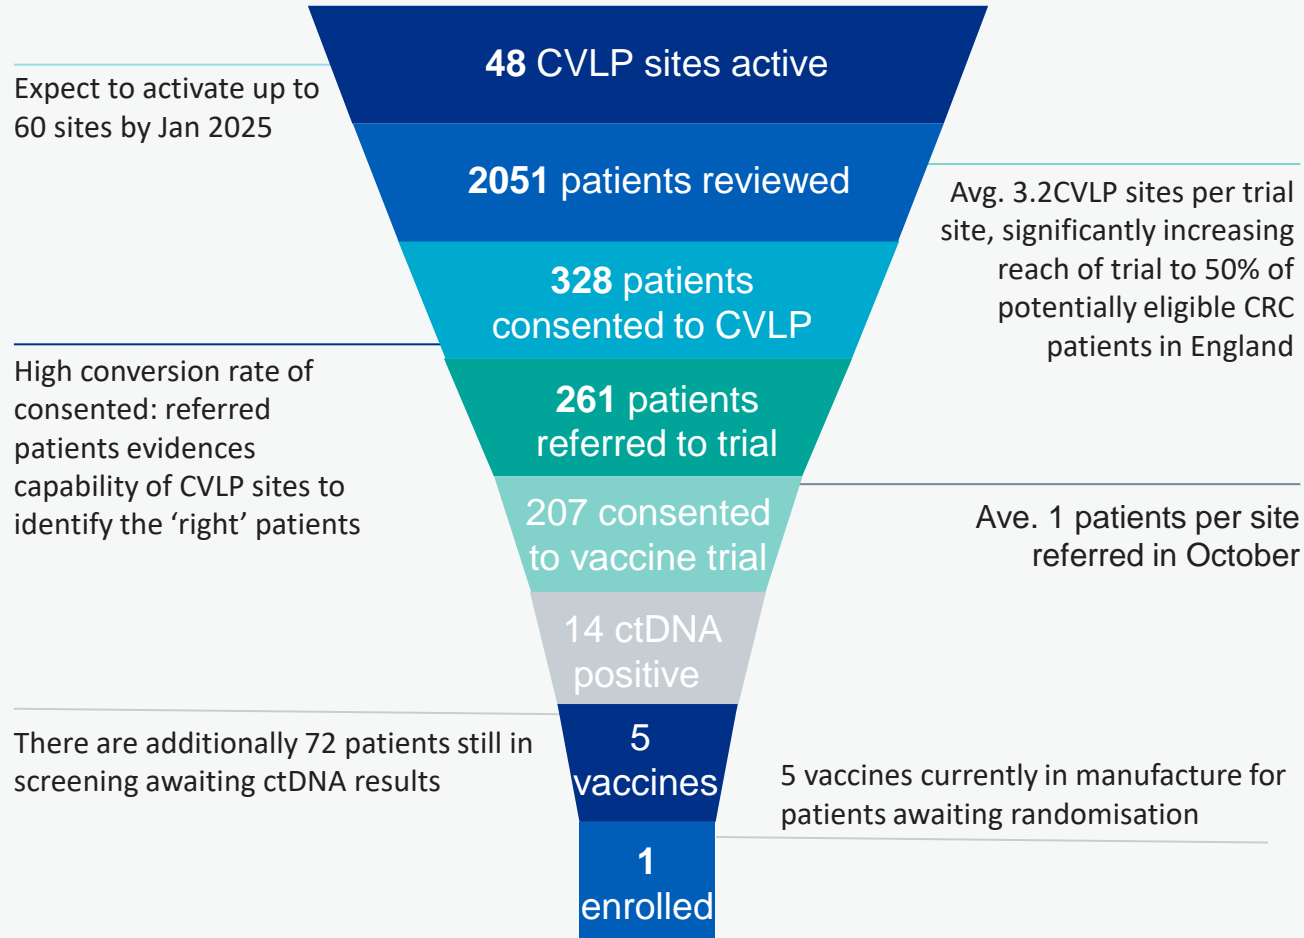 48 CVLP sites active
Expect to activate up to
60 sites by Jan 2025
2051 patients reviewed
Avg. 3.2CVLP sites per trial
site, significantly increasing
reach of trial to 50% of
potentially eligible CRC
patients in England
328 patients
consented to CVLP
High conversion rate of
consented: referred
patients evidences
capability of CVLP sites to
identify the ‘right’ patients
261 patients
referred to trial
207 consented
to vaccine trial
Ave. 1 patients per site
referred in October
14 ctDNA
positive
There are additionally 72 patients still in
screening awaiting ctDNA results
5
vaccines
5 vaccines currently in manufacture for
patients awaiting randomisation
1
enrolled